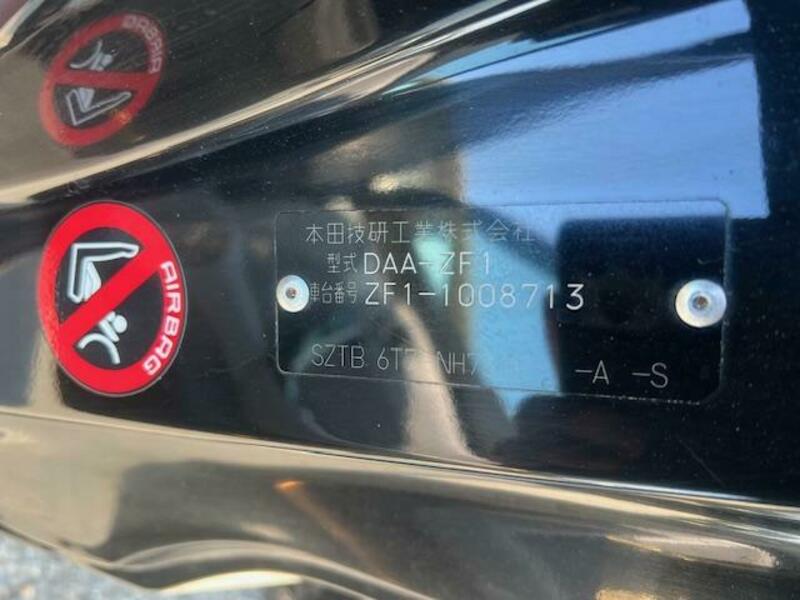 本田技研工業株式会社
型式 DAA-ZF1
車台番号 ZF1-1008713
SZTB -A -S
AIRBAG
AIRBAG